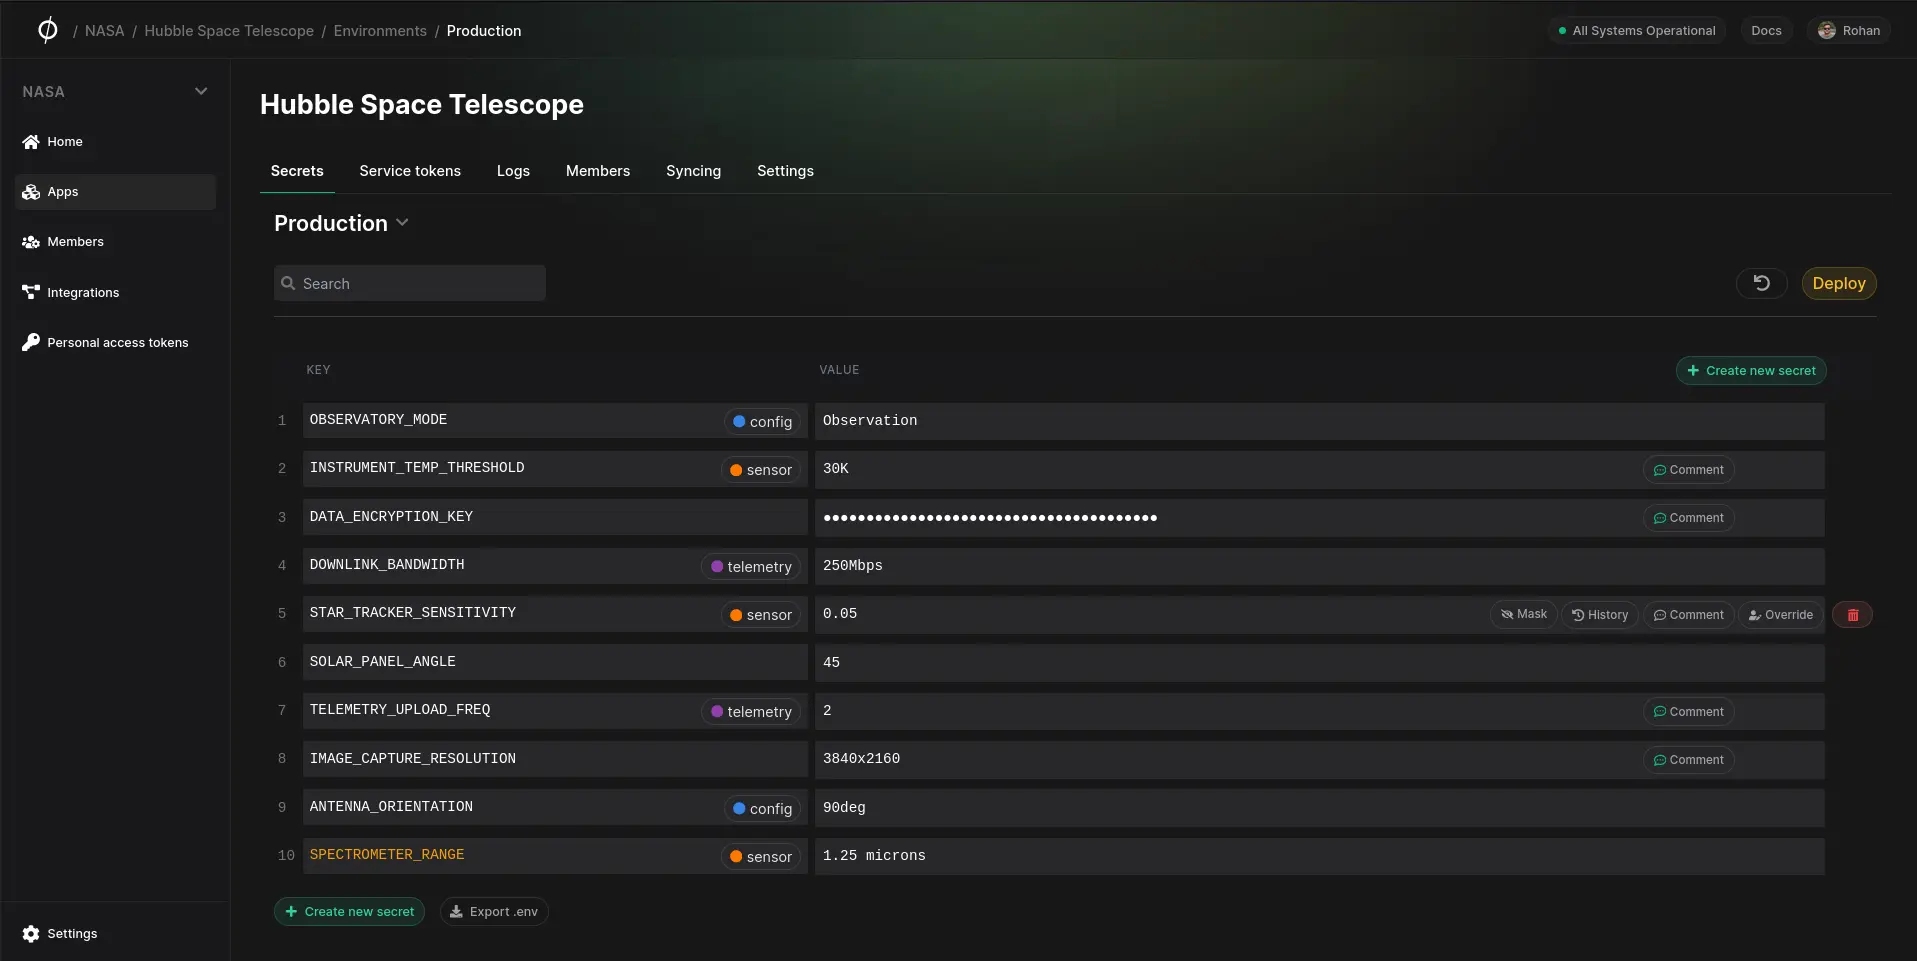 / NASA / Hubble Space Telescope / Environments / Production
All Systems Operational
Docs
Rohan
NASA
Home
Apps
Members
Integrations
Personal access tokens
Settings
Hubble Space Telescope
Secrets Service tokens Logs Members Syncing Settings
Production
Search
Deploy
KEY VALUE
+ Create new secret
1 OBSERVATORY_MODE config Observation
2 INSTRUMENT_TEMP_THRESHOLD sensor 30K Comment
3 DATA_ENCRYPTION_KEY ••••••••••••••••••••••••••••••••••••••• Comment
4 DOWNLINK_BANDWIDTH telemetry 250Mbps
5 STAR_TRACKER_SENSITIVITY sensor 0.05 Mask History Comment Override
6 SOLAR_PANEL_ANGLE 45
7 TELEMETRY_UPLOAD_FREQ telemetry 2 Comment
8 IMAGE_CAPTURE_RESOLUTION 3840x2160 Comment
9 ANTENNA_ORIENTATION config 90deg
10 SPECTROMETER_RANGE sensor 1.25 microns
+ Create new secret Export .env